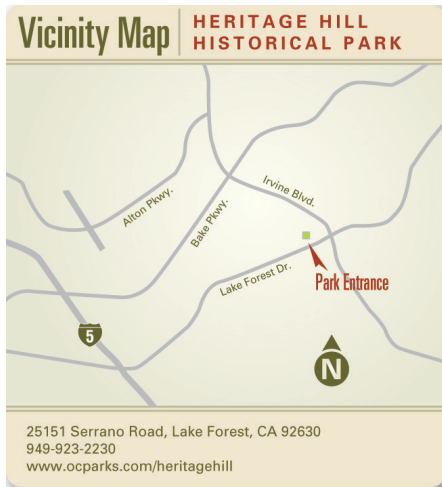 Vicinity Map
HERITAGE HILL
HISTORICAL PARK
Alton Pkwy.
Bake Pkwy.
Irvine Blvd.
Lake Forest Dr.
Park Entrance
5
N
25151 Serrano Road, Lake Forest, CA 92630
949-923-2230
www.ocparks.com/heritagehill